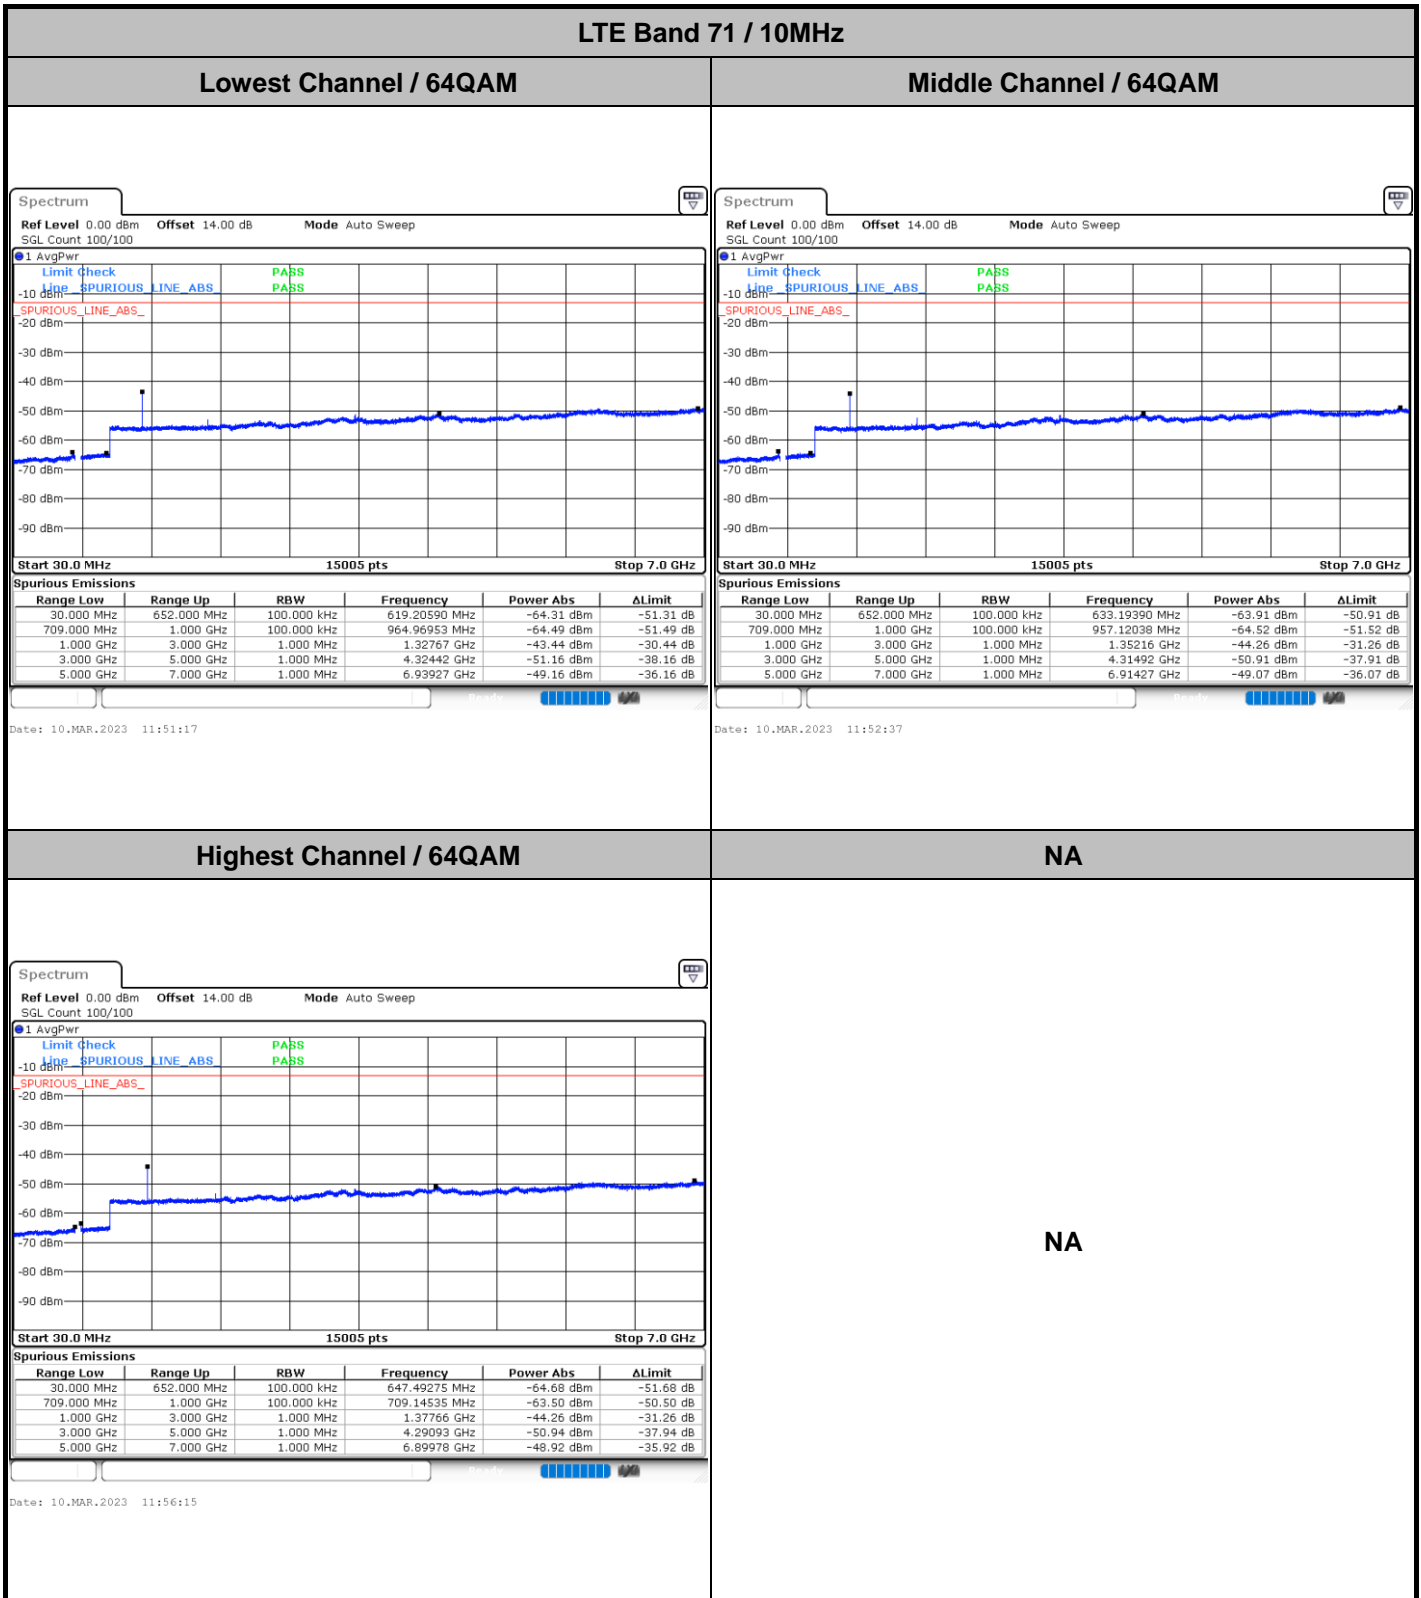 LTE Band 71 / 10MHz
Lowest Channel / 64QAM
Middle Channel / 64QAM
Spectrum
Ref Level 0.00 dBm Offset 14.00 dB Mode Auto Sweep
SGL Count 100/100
1 AvgPwr
Limit Check PASS
Line _SPURIOUS_LINE_ABS_ PASS
-10 dBm
_SPURIOUS_LINE_ABS_
-20 dBm
-30 dBm
-40 dBm
-50 dBm
-60 dBm
-70 dBm
-80 dBm
-90 dBm
Start 30.0 MHz 15005 pts Stop 7.0 GHz
Spurious Emissions
Range Low Range Up RBW Frequency Power Abs ΔLimit
30.000 MHz 652.000 MHz 100.000 kHz 619.20590 MHz -64.31 dBm -51.31 dB
709.000 MHz 1.000 GHz 100.000 kHz 964.96953 MHz -64.49 dBm -51.49 dB
1.000 GHz 3.000 GHz 1.000 MHz 1.32767 GHz -43.44 dBm -30.44 dB
3.000 GHz 5.000 GHz 1.000 MHz 4.32442 GHz -51.16 dBm -38.16 dB
5.000 GHz 7.000 GHz 1.000 MHz 6.93927 GHz -49.16 dBm -36.16 dB
Date: 10.MAR.2023 11:51:17
Spectrum
Ref Level 0.00 dBm Offset 14.00 dB Mode Auto Sweep
SGL Count 100/100
1 AvgPwr
Limit Check PASS
Line _SPURIOUS_LINE_ABS_ PASS
-10 dBm
_SPURIOUS_LINE_ABS_
-20 dBm
-30 dBm
-40 dBm
-50 dBm
-60 dBm
-70 dBm
-80 dBm
-90 dBm
Start 30.0 MHz 15005 pts Stop 7.0 GHz
Spurious Emissions
Range Low Range Up RBW Frequency Power Abs ΔLimit
30.000 MHz 652.000 MHz 100.000 kHz 633.19390 MHz -63.91 dBm -50.91 dB
709.000 MHz 1.000 GHz 100.000 kHz 957.12038 MHz -64.52 dBm -51.52 dB
1.000 GHz 3.000 GHz 1.000 MHz 1.35216 GHz -44.26 dBm -31.26 dB
3.000 GHz 5.000 GHz 1.000 MHz 4.31492 GHz -50.91 dBm -37.91 dB
5.000 GHz 7.000 GHz 1.000 MHz 6.91427 GHz -49.07 dBm -36.07 dB
Date: 10.MAR.2023 11:52:37
Highest Channel / 64QAM
NA
Spectrum
Ref Level 0.00 dBm Offset 14.00 dB Mode Auto Sweep
SGL Count 100/100
1 AvgPwr
Limit Check PASS
Line _SPURIOUS_LINE_ABS_ PASS
-10 dBm
_SPURIOUS_LINE_ABS_
-20 dBm
-30 dBm
-40 dBm
-50 dBm
-60 dBm
-70 dBm
-80 dBm
-90 dBm
Start 30.0 MHz 15005 pts Stop 7.0 GHz
Spurious Emissions
Range Low Range Up RBW Frequency Power Abs ΔLimit
30.000 MHz 652.000 MHz 100.000 kHz 647.49275 MHz -64.68 dBm -51.68 dB
709.000 MHz 1.000 GHz 100.000 kHz 709.14535 MHz -63.50 dBm -50.50 dB
1.000 GHz 3.000 GHz 1.000 MHz 1.37766 GHz -44.26 dBm -31.26 dB
3.000 GHz 5.000 GHz 1.000 MHz 4.29093 GHz -50.94 dBm -37.94 dB
5.000 GHz 7.000 GHz 1.000 MHz 6.89978 GHz -48.92 dBm -35.92 dB
Date: 10.MAR.2023 11:56:15
NA